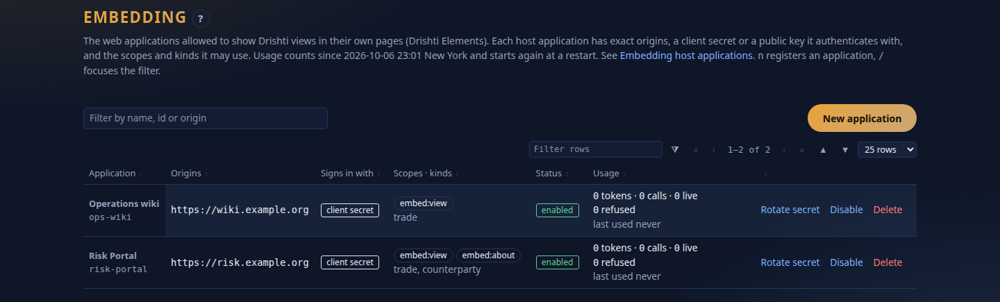 EMBEDDING ?
The web applications allowed to show Drishti views in their own pages (Drishti Elements). Each host application has exact origins, a client secret or a public key it authenticates with,
and the scopes and kinds it may use. Usage counts since 2026-10-06 23:01 New York and starts again at a restart. See Embedding host applications. n registers an application, /
focuses the filter.
Filter by name, id or origin
New application
Filter rows
« ‹ 1–2 of 2 › » ▲ ▼ 25 rows
Application Origins Signs in with Scopes · kinds Status Usage
Operations wiki
ops-wiki
https://wiki.example.org
client secret
embed:view
trade
enabled
0 tokens · 0 calls · 0 live
0 refused
last used never
Rotate secret Disable Delete
Risk Portal
risk-portal
https://risk.example.org
client secret
embed:view embed:about
trade, counterparty
enabled
0 tokens · 0 calls · 0 live
0 refused
last used never
Rotate secret Disable Delete